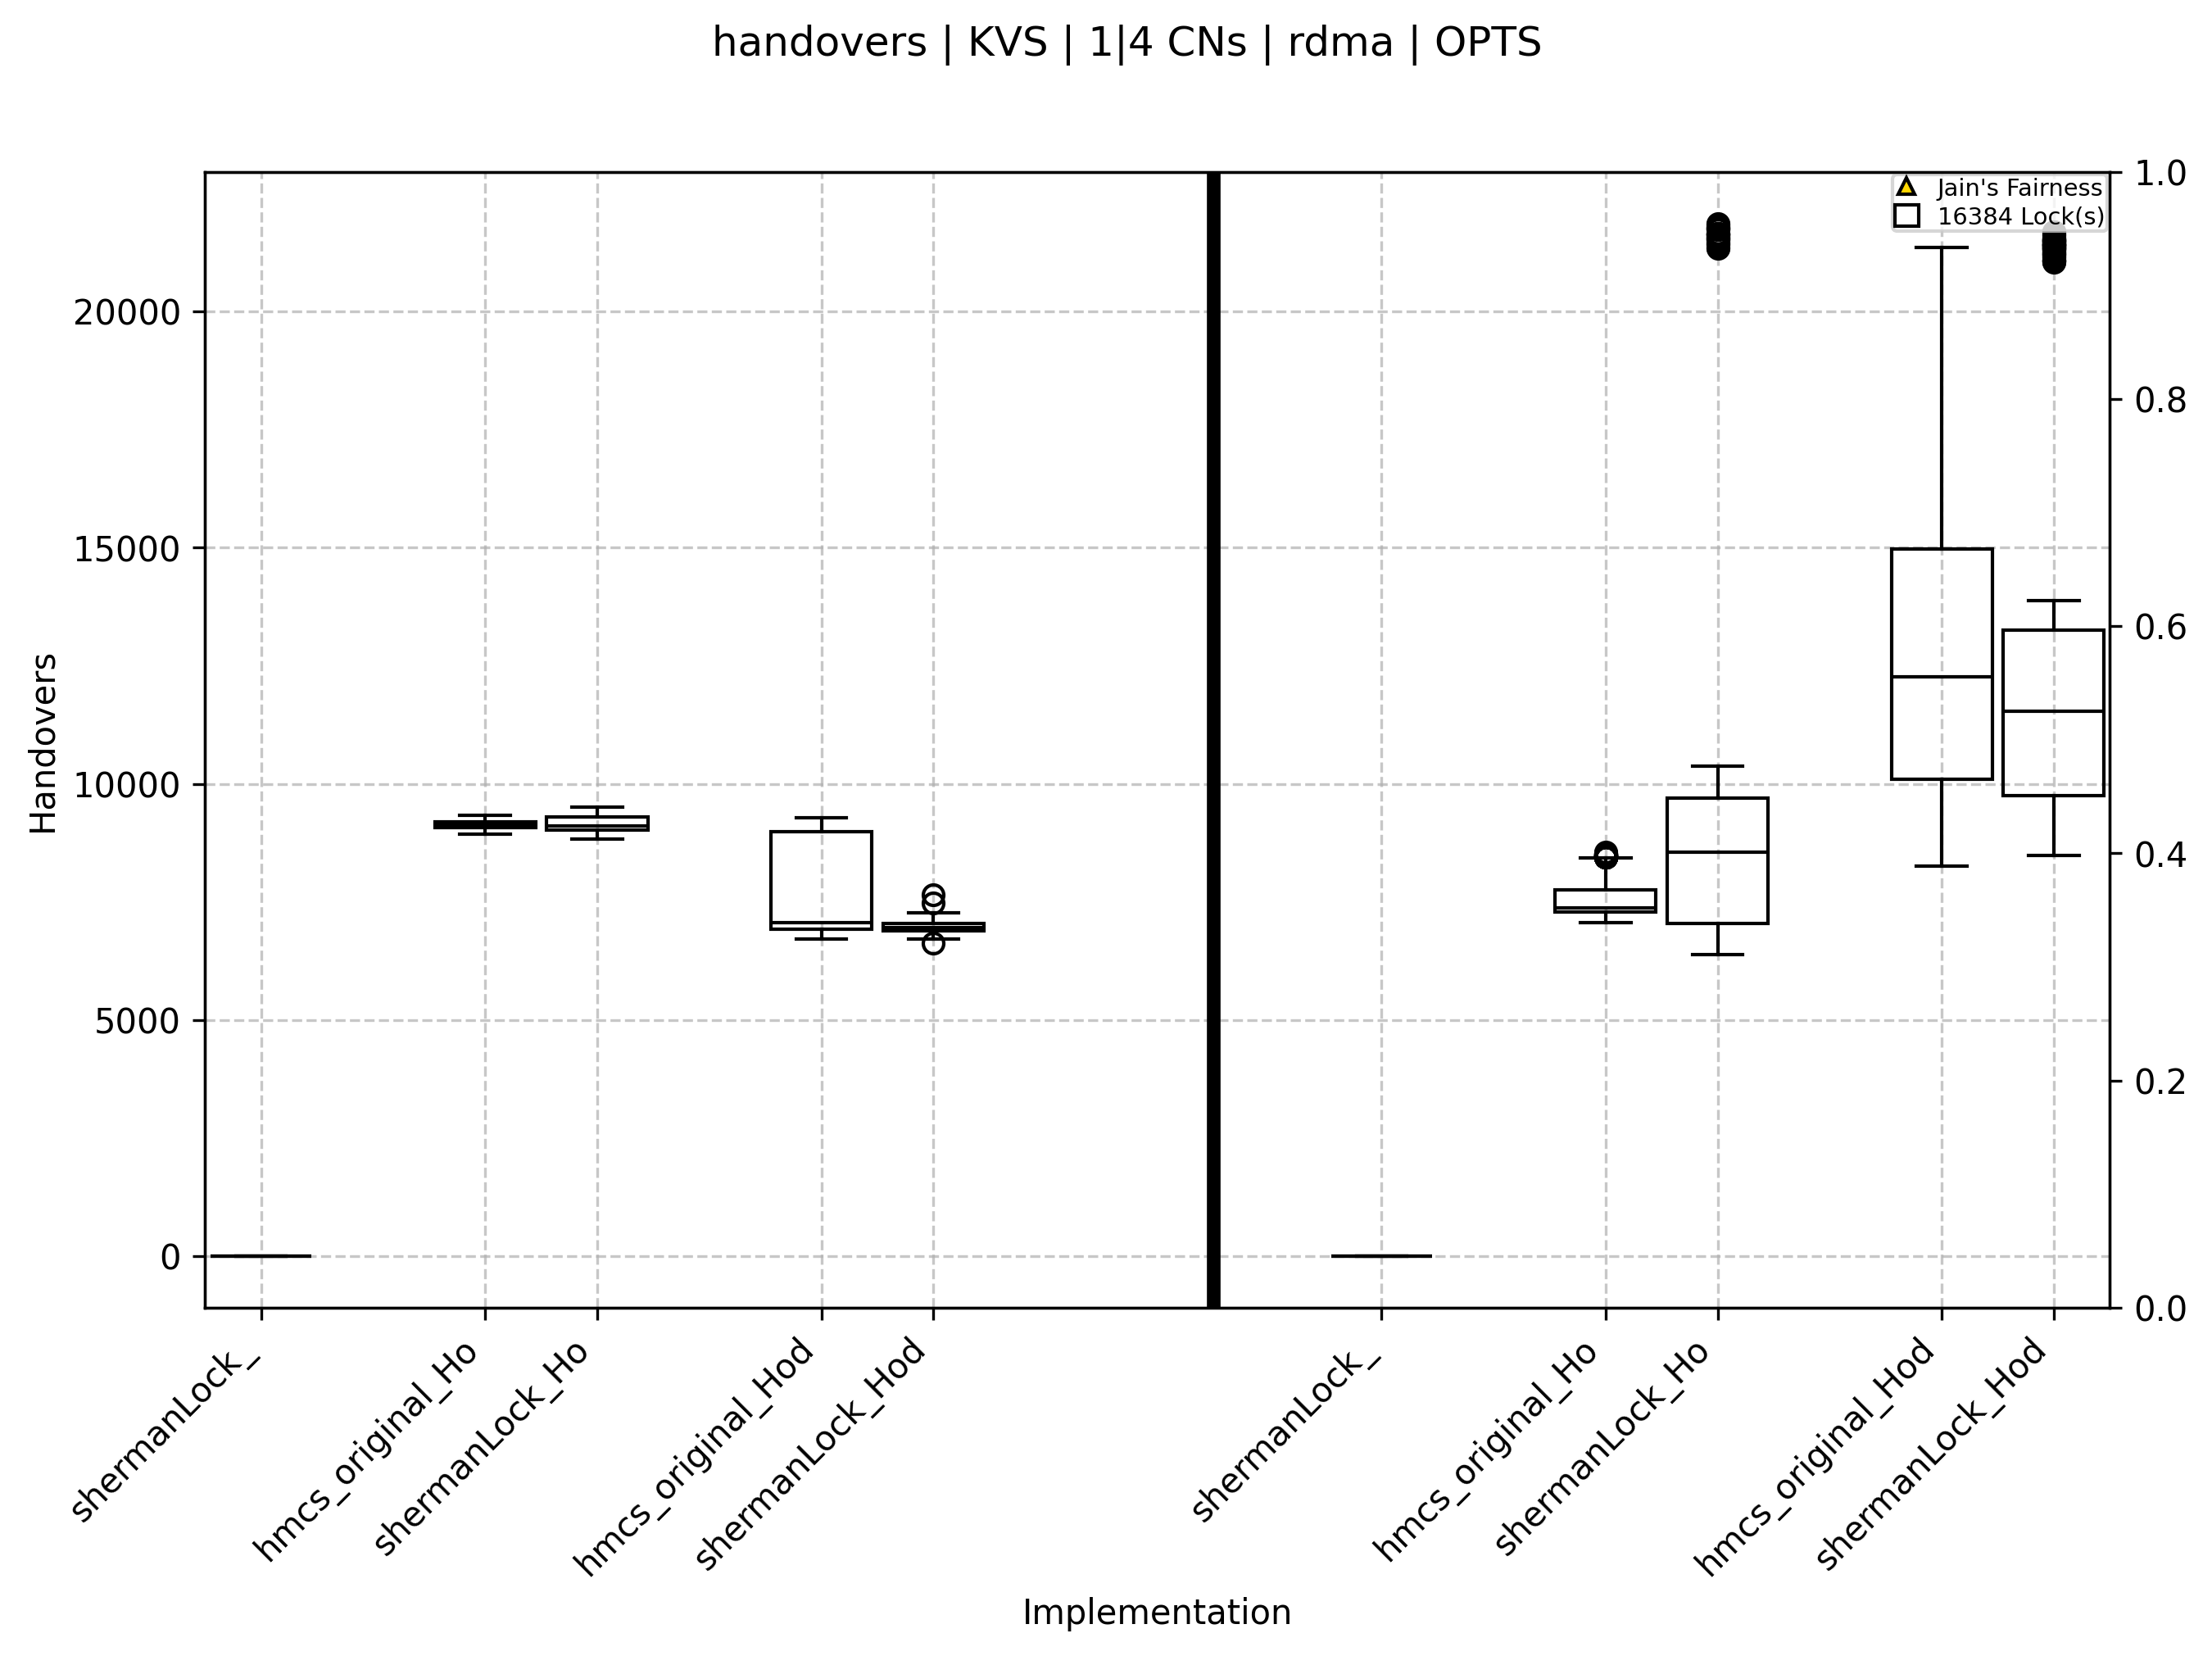 handovers | KVS | 1|4 CNs | rdma | OPTS
Jain's Fairness
16384 Lock(s)
Handovers
20000
15000
10000
5000
0
1.0
0.8
0.6
0.4
0.2
0.0
shermanLock_
hmcs_original_Ho
shermanLock_Ho
hmcs_original_Hod
shermanLock_Hod
shermanLock_
hmcs_original_Ho
shermanLock_Ho
hmcs_original_Hod
shermanLock_Hod
Implementation